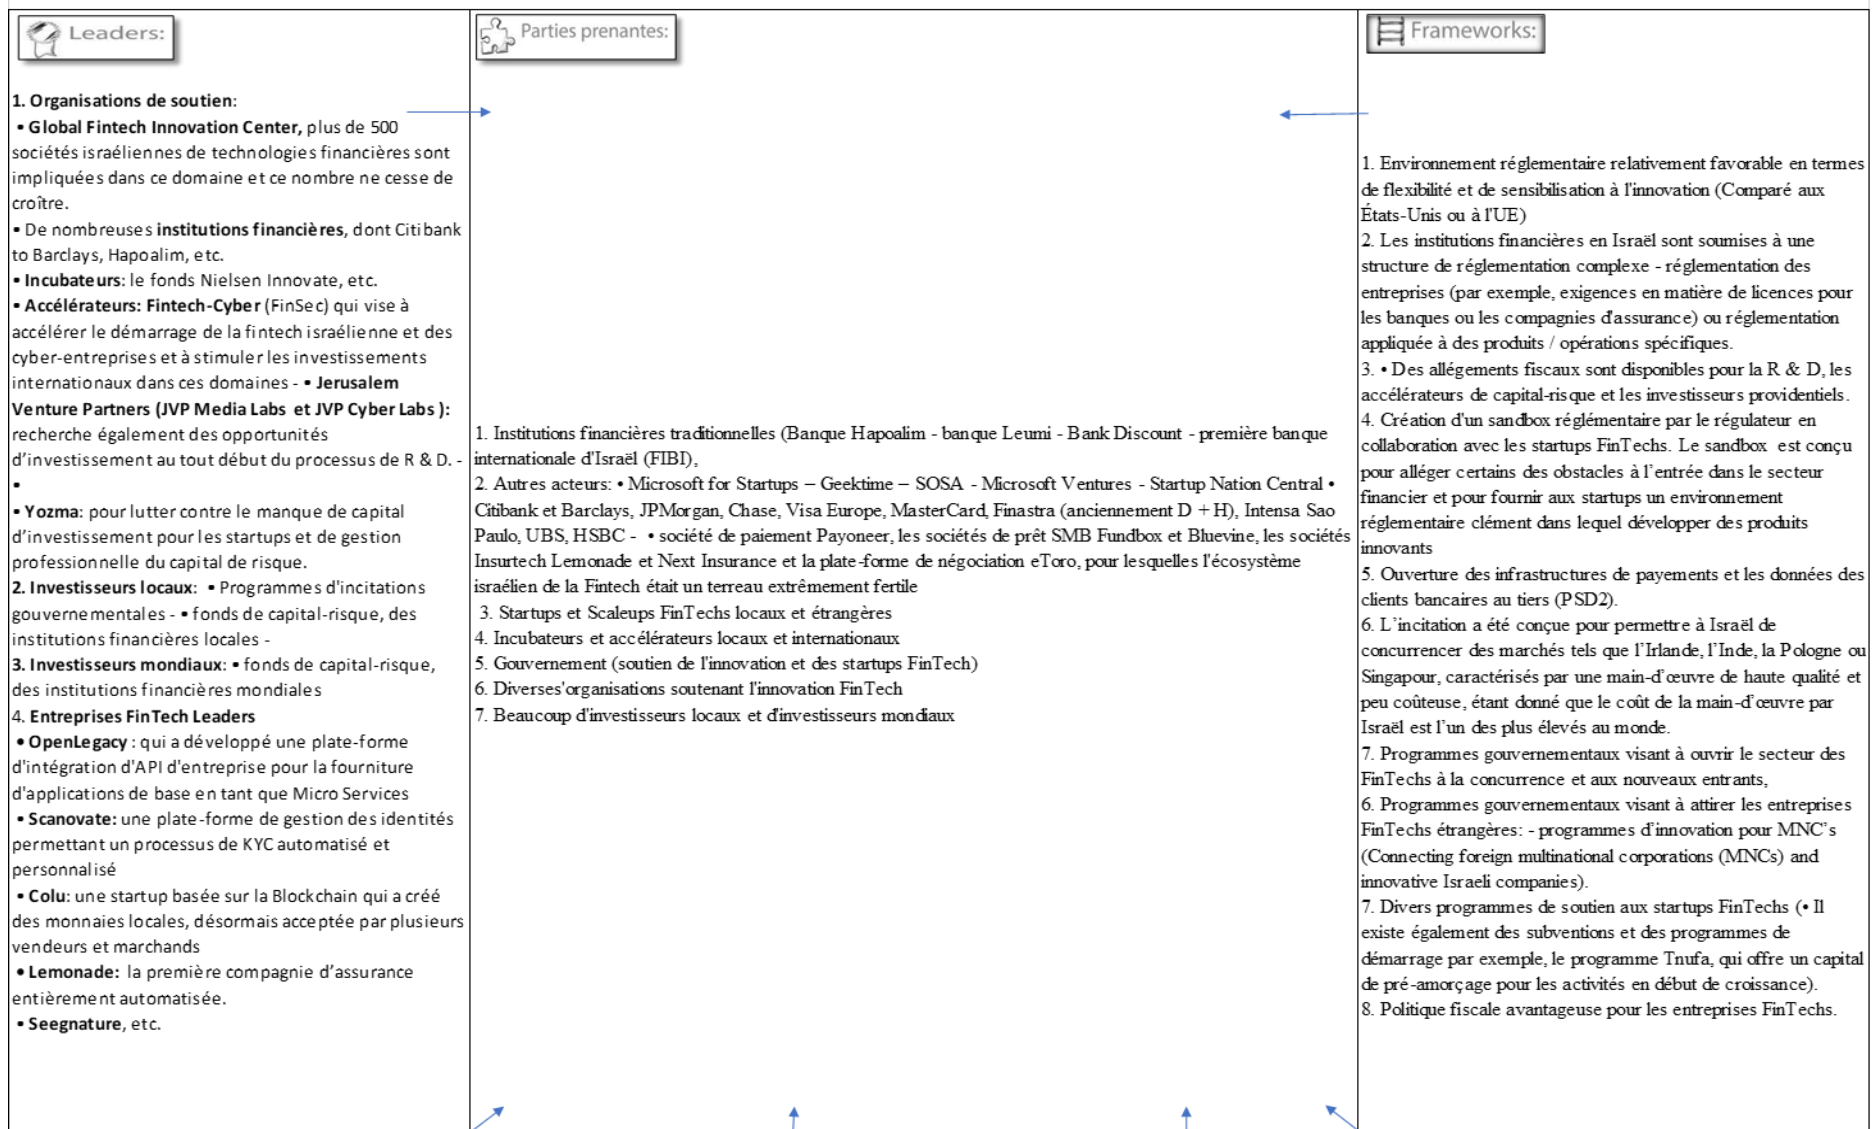 Leaders:
1. Organisations de soutien:
• Global Fintech Innovation Center, plus de 500
sociétés israéliennes de technologies financières sont
impliquées dans ce domaine et ce nombre ne cesse de
croître.
• De nombreuses institutions financières, dont Citibank
to Barclays, Hapoalim, etc.
• Incubateurs: le fonds Nielsen Innovate, etc.
• Accélérateurs: Fintech-Cyber (FinSec) qui vise à
accélérer le démarrage de la fintech israélienne et des
cyber-entreprises et à stimuler les investissements
internationaux dans ces domaines - • Jerusalem
Venture Partners (JVP Media Labs et JVP Cyber Labs ):
recherche également des opportunités
d’investissement au tout début du processus de R & D. -
•
• Yozma: pour lutter contre le manque de capital
d’investissement pour les startups et de gestion
professionnelle du capital de risque.
2. Investisseurs locaux: • Programmes d'incitations
gouvernementales - • fonds de capital-risque, des
institutions financières locales -
3. Investisseurs mondiaux: • fonds de capital-risque,
des institutions financières mondiales
4. Entreprises FinTech Leaders
• OpenLegacy : qui a développé une plate-forme
d'intégration d'API d'entreprise pour la fourniture
d'applications de base en tant que Micro Services
• Scanovate: une plate-forme de gestion des identités
permettant un processus de KYC automatisé et
personnalisé
• Colu: une startup basée sur la Blockchain qui a créé
des monnaies locales, désormais acceptée par plusieurs
vendeurs et marchands
• Lemonade: la première compagnie d’assurance
entièrement automatisée.
• Seegnature, etc.
Parties prenantes:
1. Institutions financières traditionnelles (Banque Hapoalim - banque Leumi - Bank Discount - première banque
internationale d'Israël (FIBI),
2. Autres acteurs: • Microsoft for Startups – Geektime – SOSA - Microsoft Ventures - Startup Nation Central •
Citibank et Barclays, JPMorgan, Chase, Visa Europe, MasterCard, Finastra (anciennement D + H), Intensa Sao
Paulo, UBS, HSBC - • société de paiement Payoneer, les sociétés de prêt SMB Fundbox et Bluevine, les sociétés
Insurtech Lemonade et Next Insurance et la plate-forme de négociation eToro, pour lesquelles l'écosystème
israélien de la Fintech était un terreau extrêmement fertile
3. Startups et Scaleups FinTechs locaux et étrangères
4. Incubateurs et accélérateurs locaux et internationaux
5. Gouvernement (soutien de l'innovation et des startups FinTech)
6. Diverses'organisations soutenant l'innovation FinTech
7. Beaucoup d'investisseurs locaux et d'investisseurs mondiaux
Frameworks:
1. Environnement réglementaire relativement favorable en termes
de flexibilité et de sensibilisation à l'innovation (Comparé aux
États-Unis ou à l'UE)
2. Les institutions financières en Israël sont soumises à une
structure de réglementation complexe - réglementation des
entreprises (par exemple, exigences en matière de licences pour
les banques ou les compagnies d'assurance) ou réglementation
appliquée à des produits / opérations spécifiques.
3. • Des allégements fiscaux sont disponibles pour la R & D, les
accélérateurs de capital-risque et les investisseurs providentiels.
4. Création d'un sandbox réglémentaire par le régulateur en
collaboration avec les startups FinTechs. Le sandbox est conçu
pour alléger certains des obstacles à l’entrée dans le secteur
financier et pour fournir aux startups un environnement
réglementaire clément dans lequel développer des produits
innovants
5. Ouverture des infrastructures de payements et les données des
clients bancaires au tiers (PSD2).
6. L’incitation a été conçue pour permettre à Israël de
concurrencer des marchés tels que l’Irlande, l’Inde, la Pologne ou
Singapour, caractérisés par une main-d’œuvre de haute qualité et
peu coûteuse, étant donné que le coût de la main-d’œuvre par
Israël est l’un des plus élevés au monde.
7. Programmes gouvernementaux visant à ouvrir le secteur des
FinTechs à la concurrence et aux nouveaux entrants,
6. Programmes gouvernementaux visant à attirer les entreprises
FinTechs étrangères: - programmes d’innovation pour MNC’s
(Connecting foreign multinational corporations (MNCs) and
innovative Israeli companies).
7. Divers programmes de soutien aux startups FinTechs (• Il
existe également des subventions et des programmes de
démarrage par exemple, le programme Tnufa, qui offre un capital
de pré-amorçage pour les activités en début de croissance).
8. Politique fiscale avantageuse pour les entreprises FinTechs.